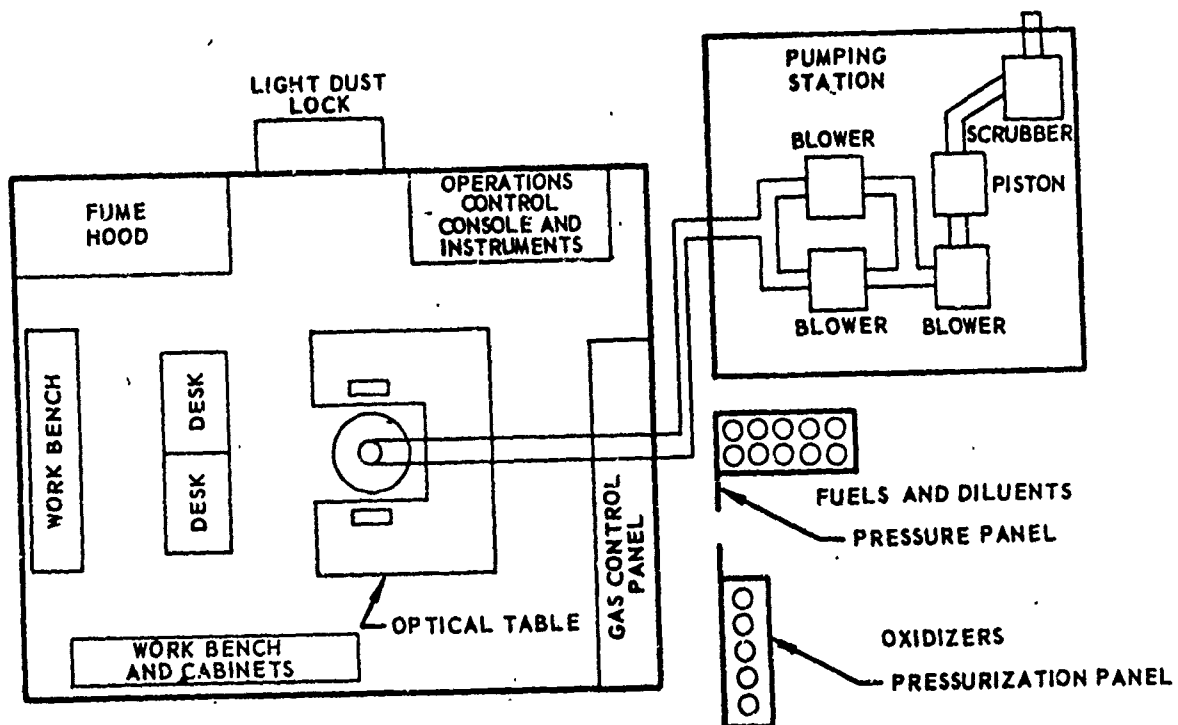 LIGHT DUST
LOCK
FUME
HOOD
OPERATIONS
CONTROL
CONSOLE AND
INSTRUMENTS
PUMPING
STATION
SCRUBBER
BLOWER
PISTON
BLOWER
BLOWER
WORK BENCH
DESK
DESK
GAS CONTROL
PANEL
OPTICAL TABLE
WORK BENCH
AND CABINETS
FUELS AND DILUENTS
PRESSURE PANEL
OXIDIZERS
PRESSURIZATION PANEL